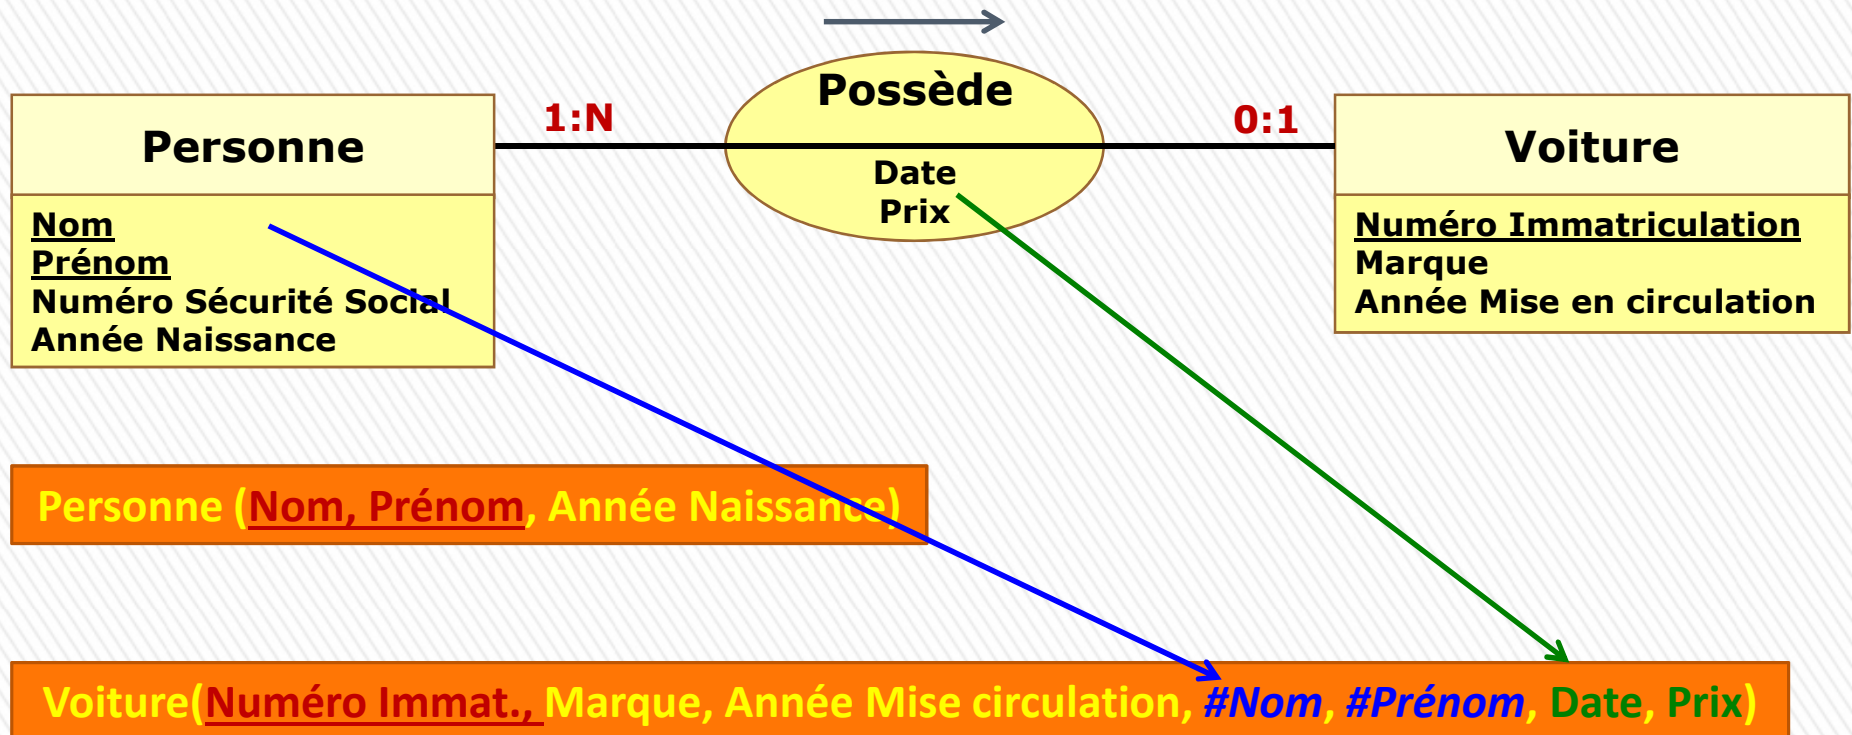 Personne
Nom
Prénom
Numéro Sécurité Social
Année Naissance
1:N
Possède
Date
Prix
0:1
Voiture
Numéro Immatriculation
Marque
Année Mise en circulation
Personne (Nom, Prénom, Année Naissance)
Voiture(Numéro Immat., Marque, Année Mise circulation, #Nom, #Prénom, Date, Prix)